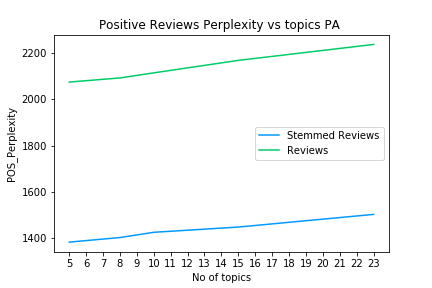 Positive Reviews Perplexity vs topics PA
POS_Perplexity
2200
2000
1800
1600
1400
Stemmed Reviews
Reviews
5 6 7 8 9 10 11 12 13 14 15 16 17 18 19 20 21 22 23
No of topics